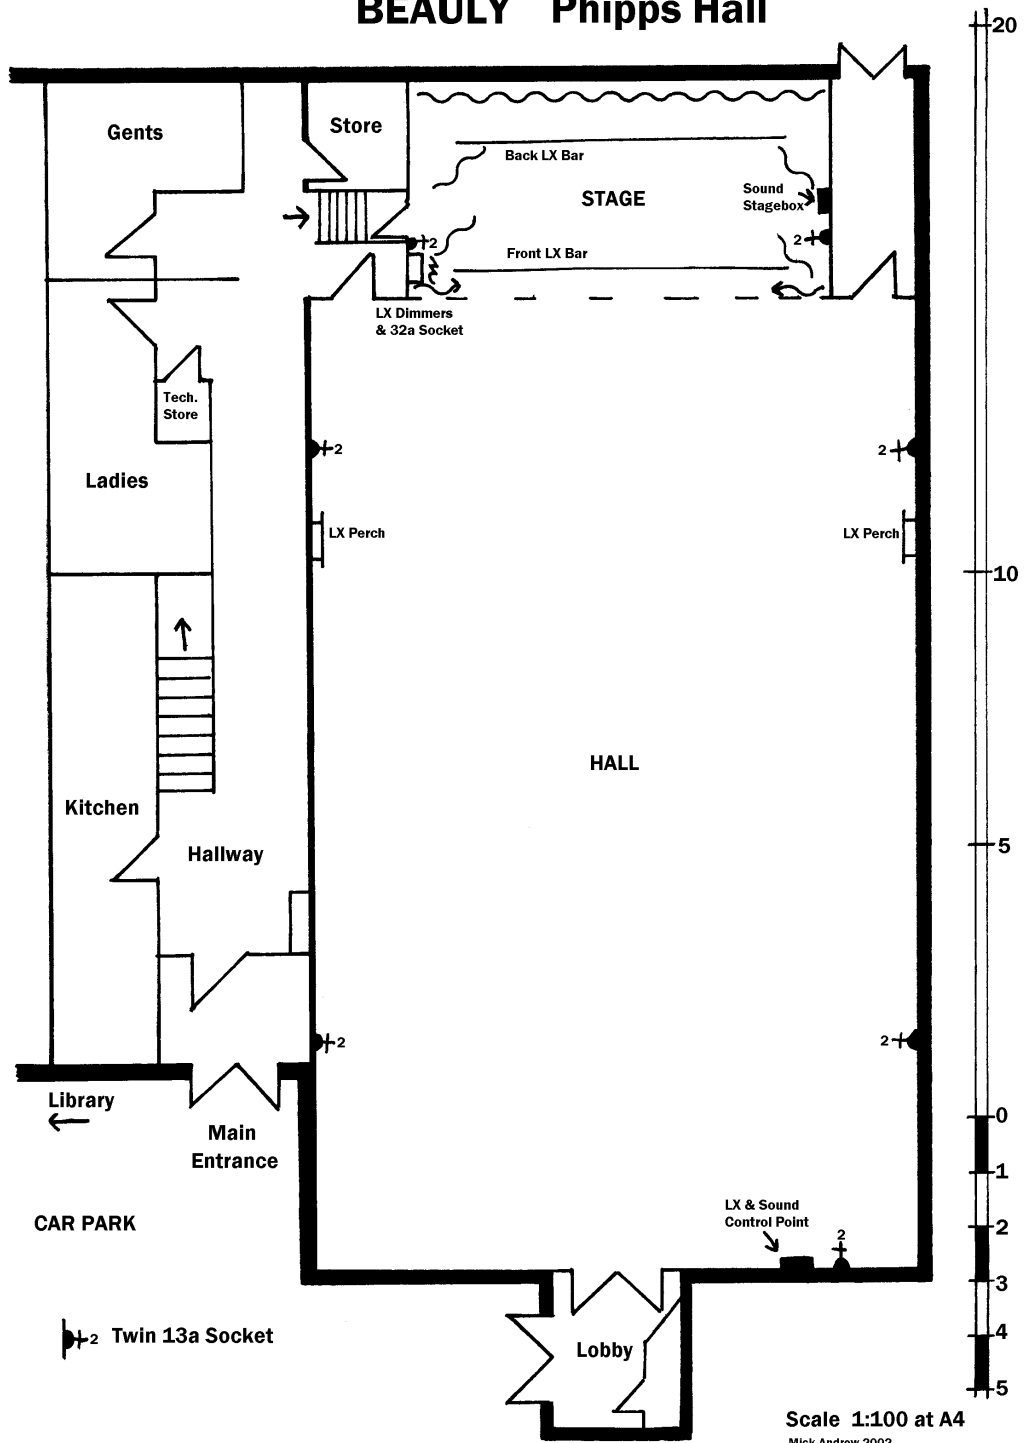 BEAULY Phipps Hall
20
Gents
Store
Back LX Bar
STAGE
Sound
Stagebox
2
2
Front LX Bar
LX Dimmers
& 32a Socket
Tech.
Store
2
2
Ladies
LX Perch
LX Perch
10
HALL
Kitchen
5
Hallway
2
2
Library
0
Main
Entrance
1
CAR PARK
LX & Sound
Control Point
2
2
3
2 Twin 13a Socket
4
Lobby
5
Scale 1:100 at A4
Mick Andrew 2002